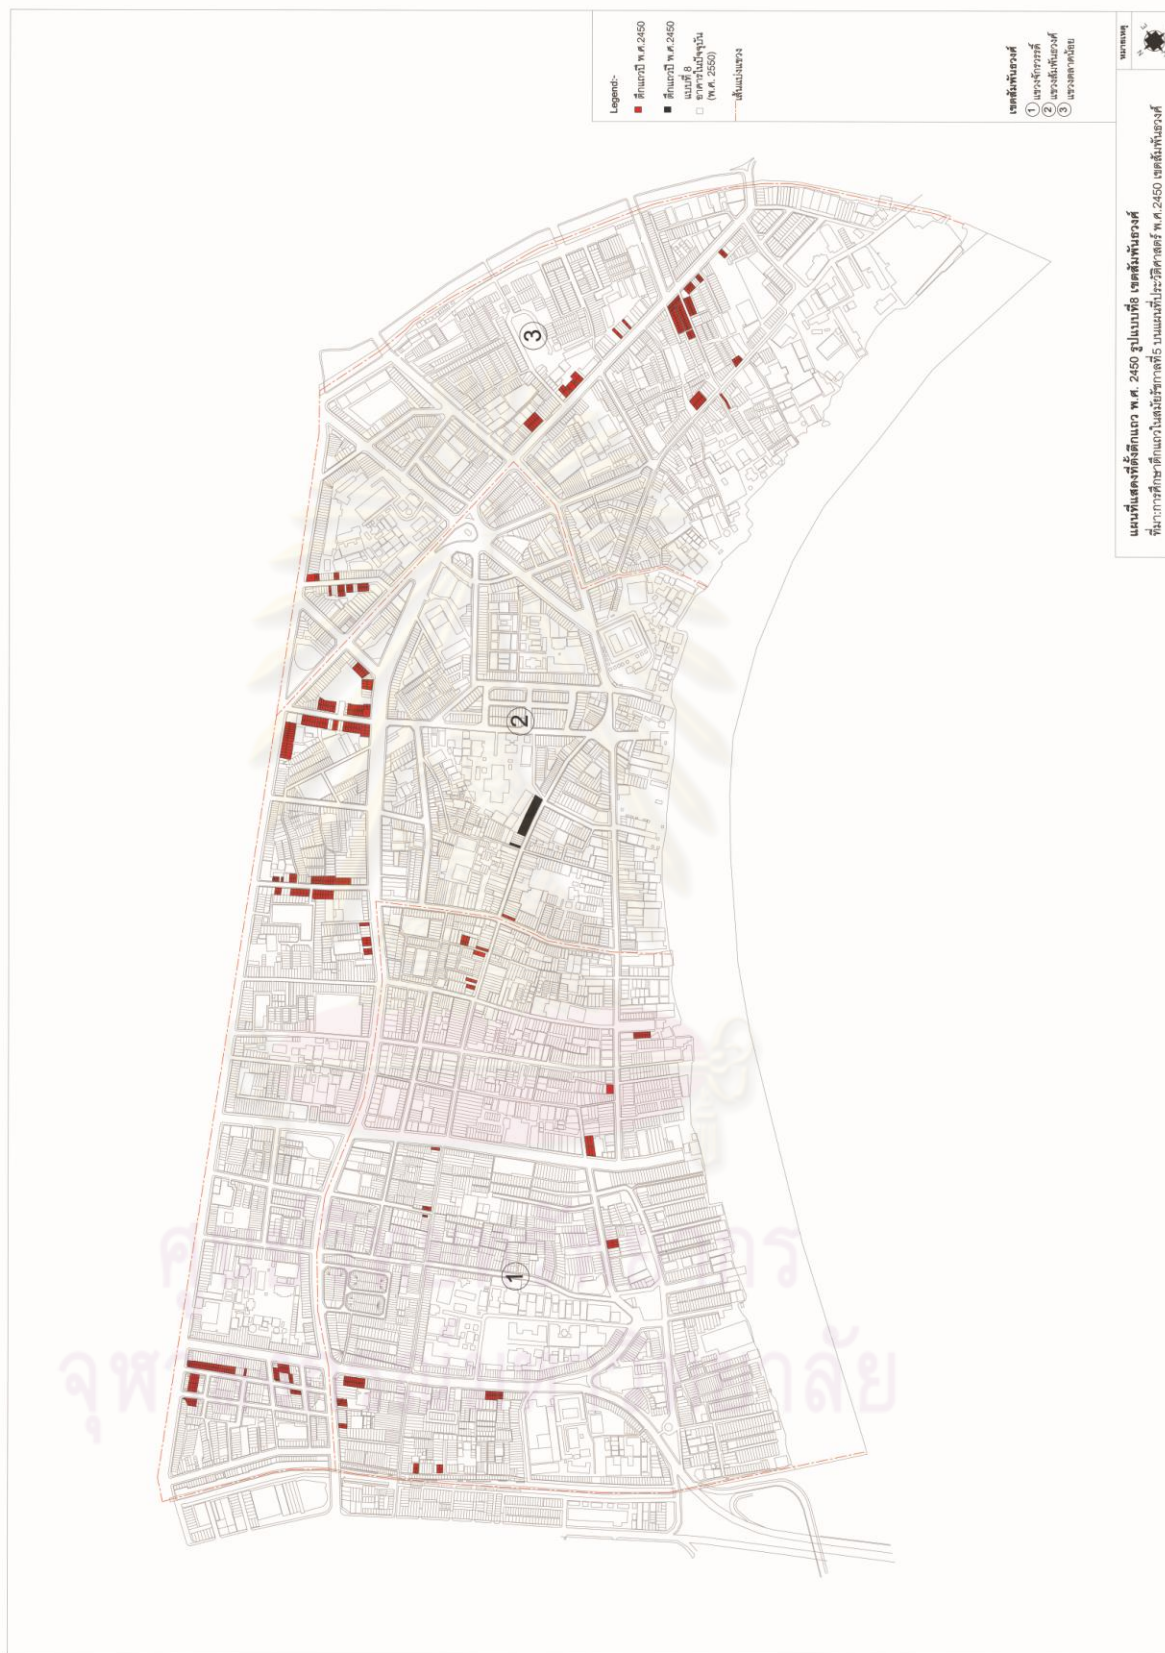 Lagend:-
ตึกแถวปี พ.ศ.2450
ตึกแถวปี พ.ศ.2450
แบบที่ 8
อาคารในปัจจุบัน
(พ.ศ. 2550)
เส้นแบ่งแขวง
เขตสัมพันธวงศ์
1 แขวงจักรวรรดิ์
2 แขวงสัมพันธวงศ์
3 แขวงตลาดน้อย
หมายเหตุ
แผนที่แสดงที่ตั้งตึกแถว พ.ศ. 2450 รูปแบบที่8 เขตสัมพันธวงศ์
ที่มา:การศึกษาตึกแถวในสมัยรัชกาลที่5 บนแผนที่ประวัติศาสตร์ พ.ศ.2450 เขตสัมพันธวงศ์
3
2
1